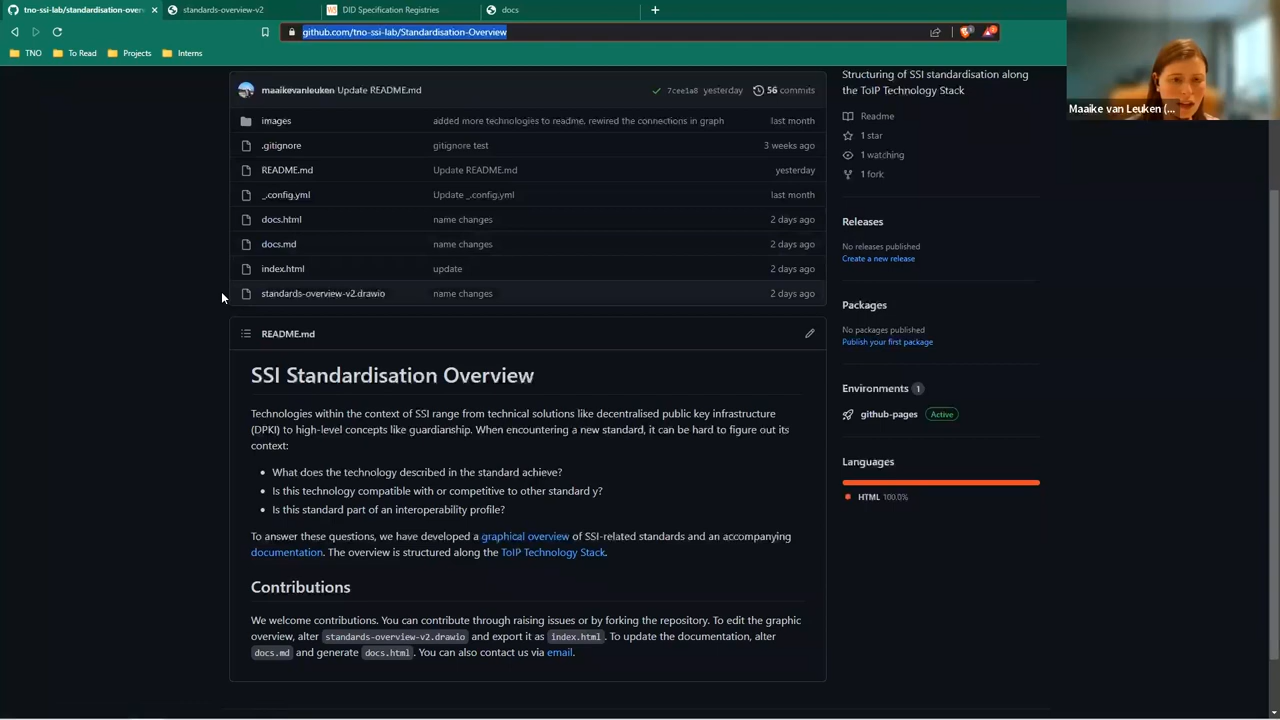 tno-ssi-lab/standardisation-over
standards-overview-v2
DID Specification Registries
docs
github.com/tno-ssi-lab/Standardisation-Overview
TNO
To Read
Projects
Interns
Maaike van Leuken (...
maaikevanleuken Update README.md
7cee1a8 yesterday
56 commits
images
added more technologies to readme, rewired the connections in graph
last month
.gitignore
gitignore test
3 weeks ago
README.md
Update README.md
yesterday
_.config.yml
Update _.config.yml
last month
docs.html
name changes
2 days ago
docs.md
name changes
2 days ago
index.html
update
2 days ago
standards-overview-v2.drawio
name changes
2 days ago
README.md
SSI Standardisation Overview
Technologies within the context of SSI range from technical solutions like decentralised public key infrastructure
(DPKI) to high-level concepts like guardianship. When encountering a new standard, it can be hard to figure out its
context:
What does the technology described in the standard achieve?
Is this technology compatible with or competitive to other standard y?
Is this standard part of an interoperability profile?
To answer these questions, we have developed a graphical overview of SSI-related standards and an accompanying
documentation. The overview is structured along the ToIP Technology Stack.
Contributions
We welcome contributions. You can contribute through raising issues or by forking the repository. To edit the graphic
overview, alter standards-overview-v2.drawio and export it as index.html. To update the documentation, alter
docs.md and generate docs.html. You can also contact us via email.
Structuring of SSI standardisation along
the ToIP Technology Stack
Readme
1 star
1 watching
1 fork
Releases
No releases published
Create a new release
Packages
No packages published
Publish your first package
Environments 1
github-pages Active
Languages
HTML 100.0%